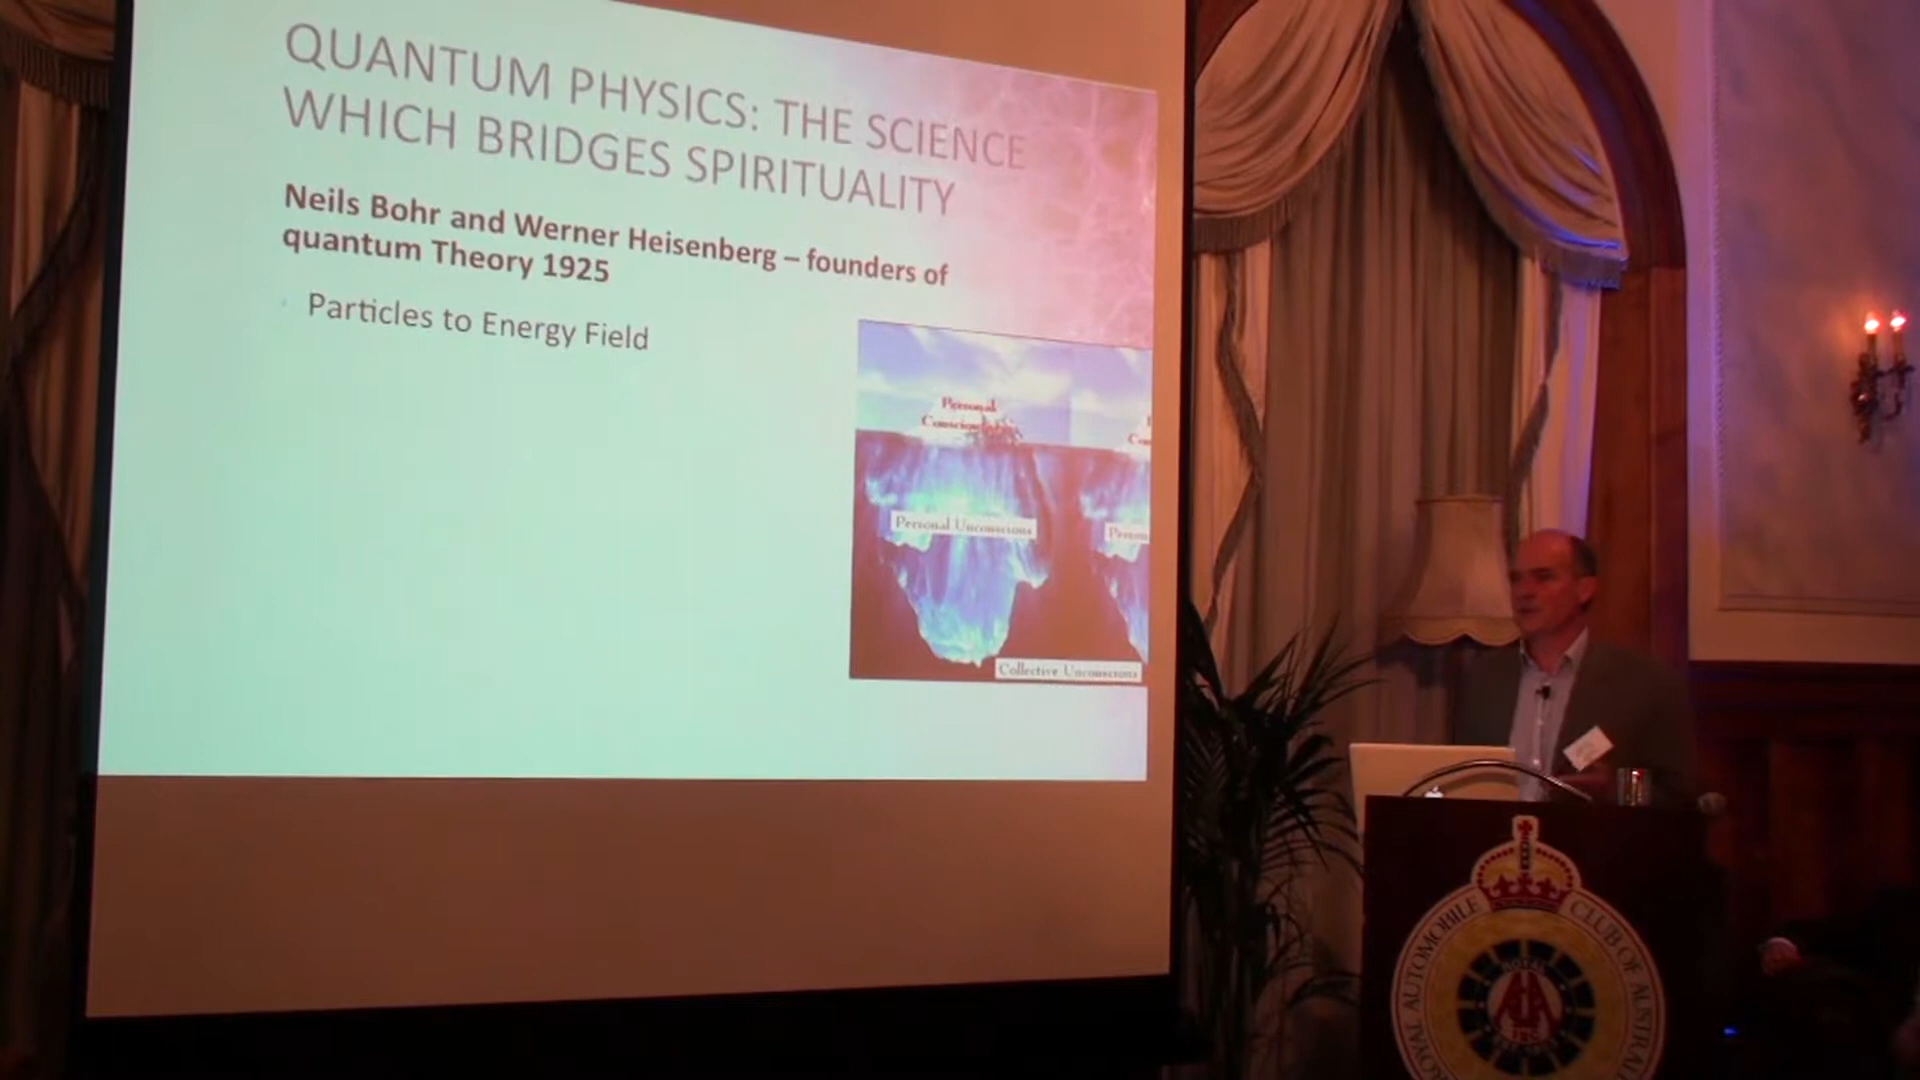 QUANTUM PHYSICS: THE SCIENCE
WHICH BRIDGES SPIRITUALITY
Neils Bohr and Werner Heisenberg – founders of
quantum Theory 1925
Particles to Energy Field
Personal
Personal Unconscious
Collective Unconscious
ROYAL AUTOMOBILE CLUB OF